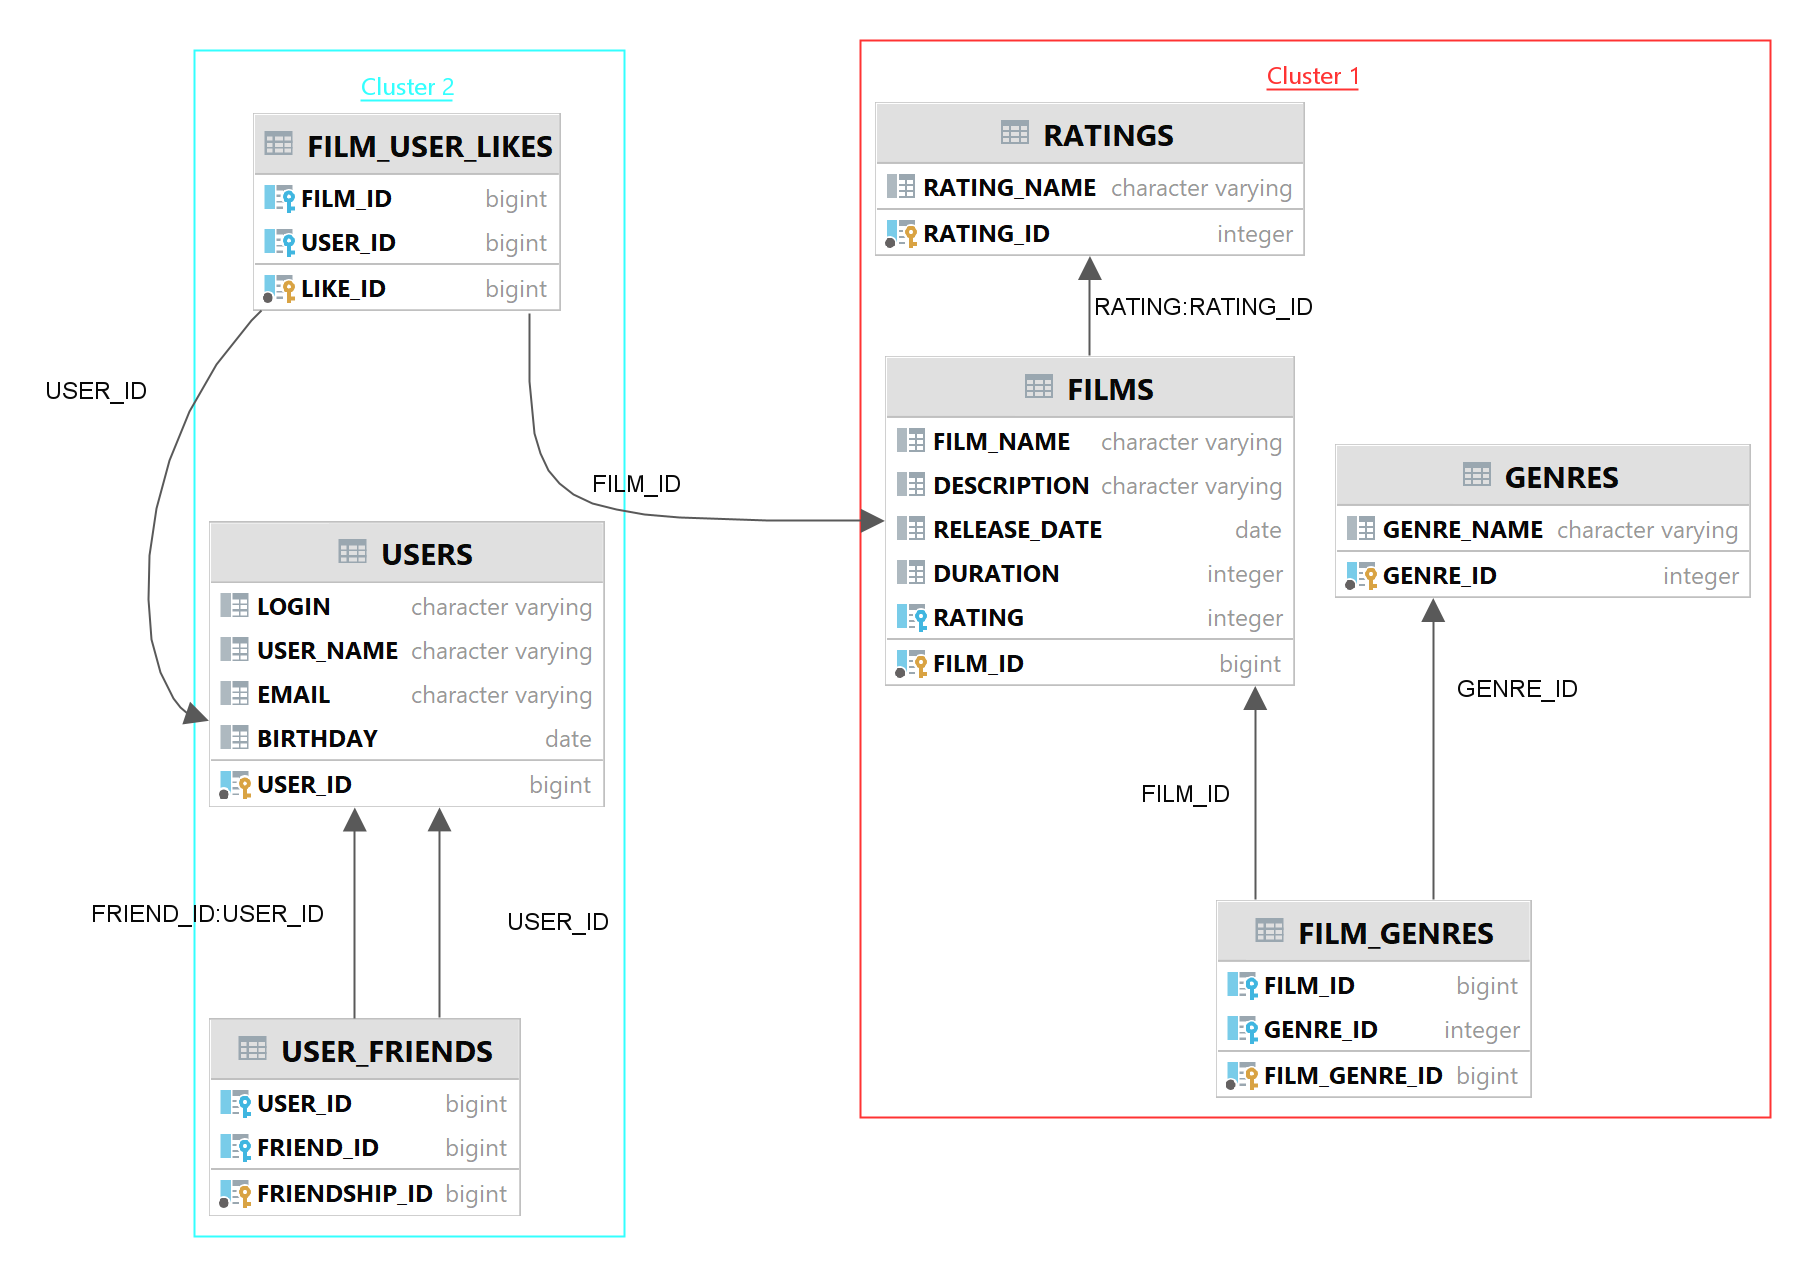 Cluster 2
FILM_USER_LIKES
FILM_ID bigint
USER_ID bigint
LIKE_ID bigint
USER_ID
FILM_ID
USERS
LOGIN character varying
USER_NAME character varying
EMAIL character varying
BIRTHDAY date
USER_ID bigint
FRIEND_ID:USER_ID
USER_ID
USER_FRIENDS
USER_ID bigint
FRIEND_ID bigint
FRIENDSHIP_ID bigint
Cluster 1
RATINGS
RATING_NAME character varying
RATING_ID integer
RATING:RATING_ID
FILMS
FILM_NAME character varying
DESCRIPTION character varying
RELEASE_DATE date
DURATION integer
RATING integer
FILM_ID bigint
GENRES
GENRE_NAME character varying
GENRE_ID integer
GENRE_ID
FILM_ID
FILM_GENRES
FILM_ID bigint
GENRE_ID integer
FILM_GENRE_ID bigint